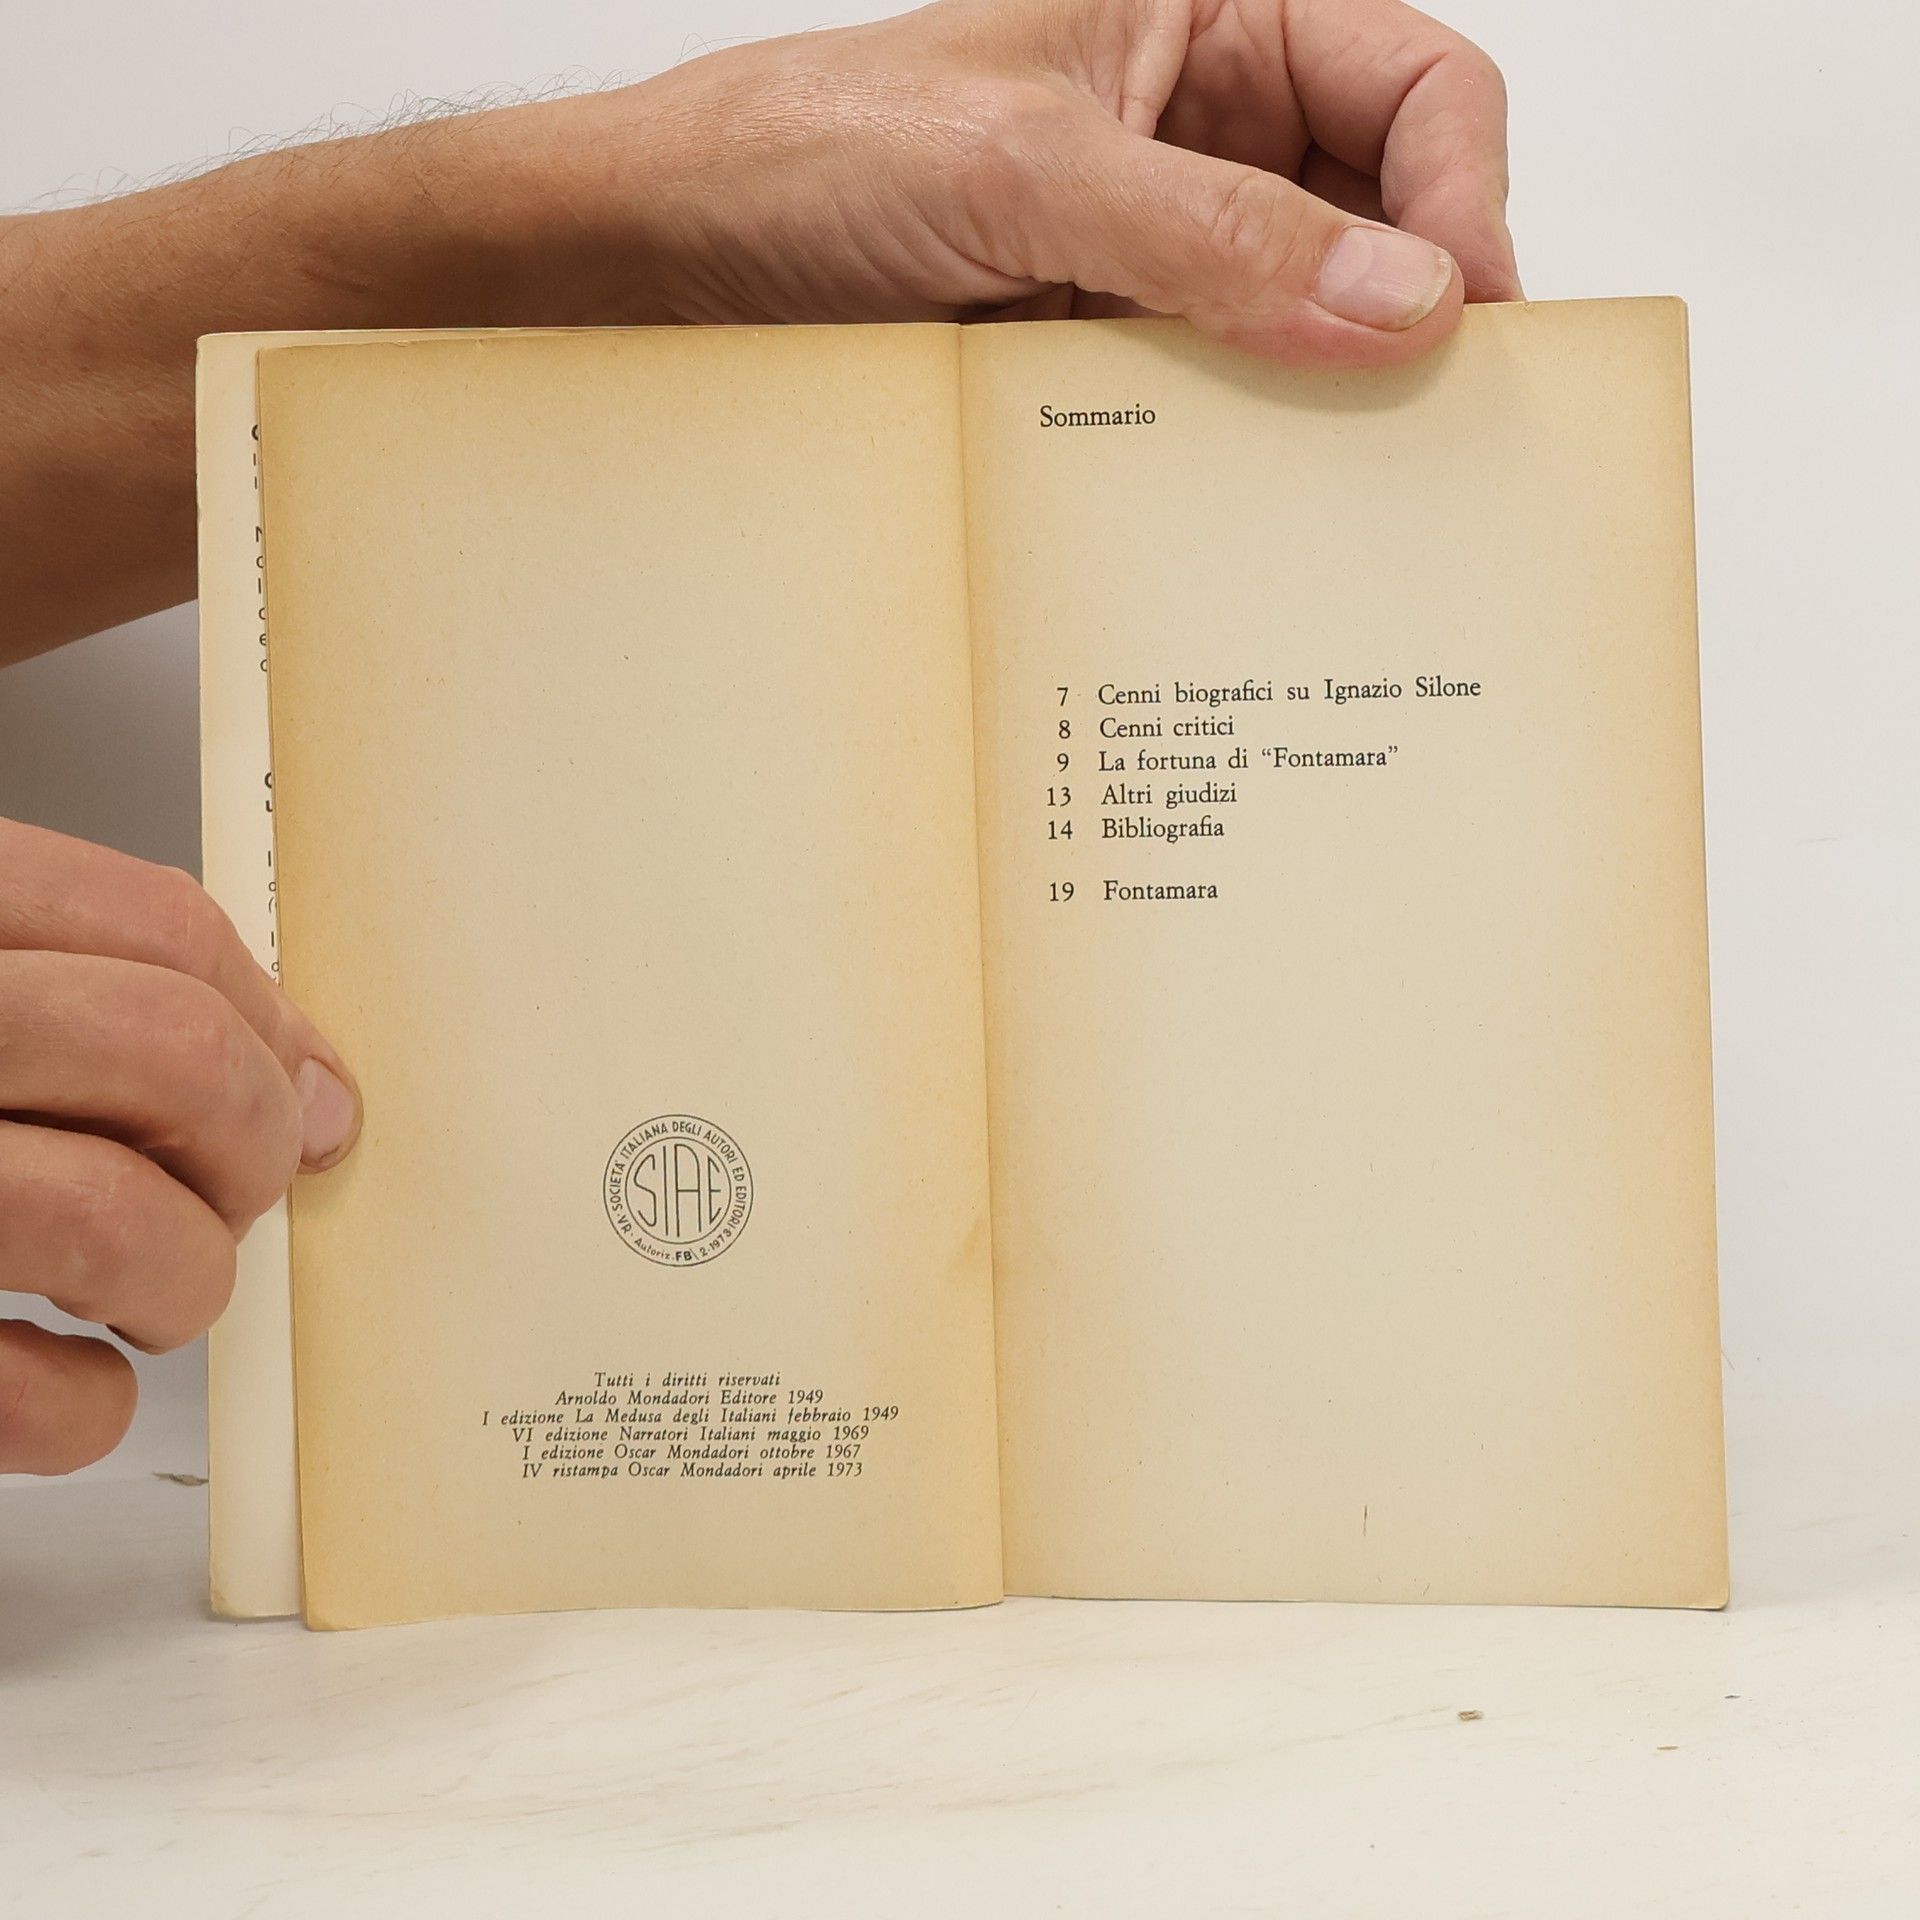 SOCIETA' ITALIANA DEGLI AUTORI ED EDITORI
SIAE
VR - Autoriz. FB\ 2-1973
Tutti i diritti riservati
Arnoldo Mondadori Editore 1949
I edizione La Medusa degli Italiani febbraio 1949
VI edizione Narratori Italiani maggio 1969
I edizione Oscar Mondadori ottobre 1967
IV ristampa Oscar Mondadori aprile 1973
Sommario
7 Cenni biografici su Ignazio Silone
8 Cenni critici
9 La fortuna di “Fontamara”
13 Altri giudizi
14 Bibliografia
19 Fontamara